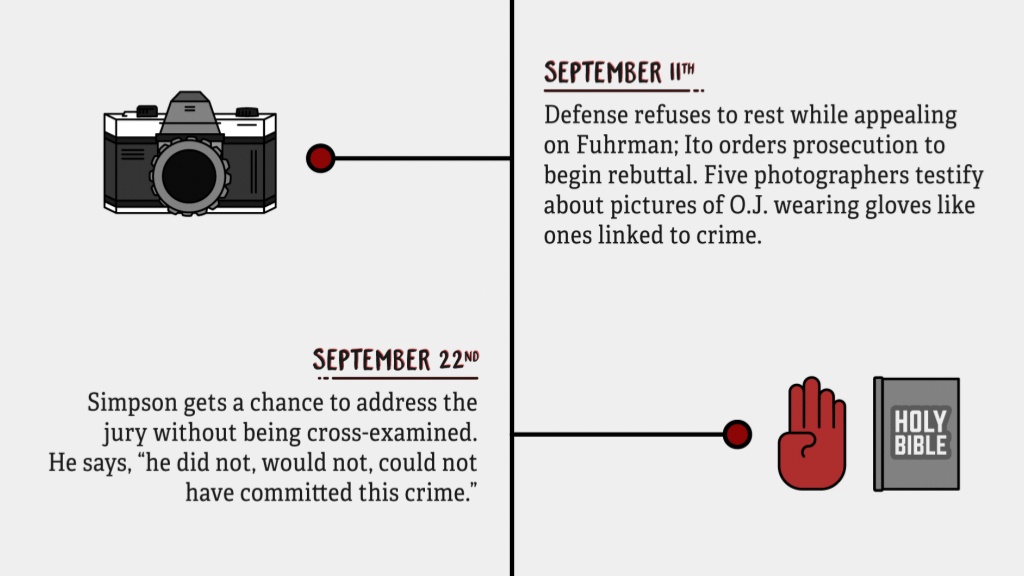 SEPTEMBER 11TH
Defense refuses to rest while appealing
on Fuhrman; Ito orders prosecution to
begin rebuttal. Five photographers testify
about pictures of O.J. wearing gloves like
ones linked to crime.
SEPTEMBER 22ND
Simpson gets a chance to address the
jury without being cross-examined.
He says, “he did not, would not, could not
have committed this crime.”
HOLY
BIBLE